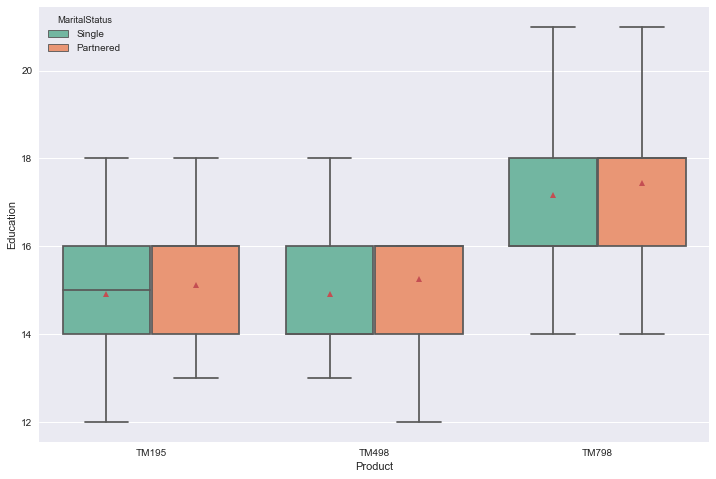 MaritalStatus
Single
Partnered
20
18
16
14
12
Education
TM195 TM498 TM798
Product